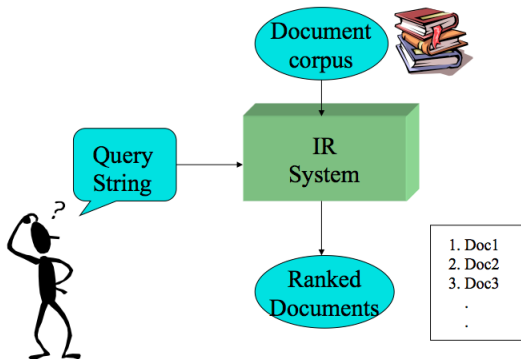 Document
corpus
Query
String
IR
System
?
Ranked
Documents
1. Doc1
2. Doc2
3. Doc3
.
.